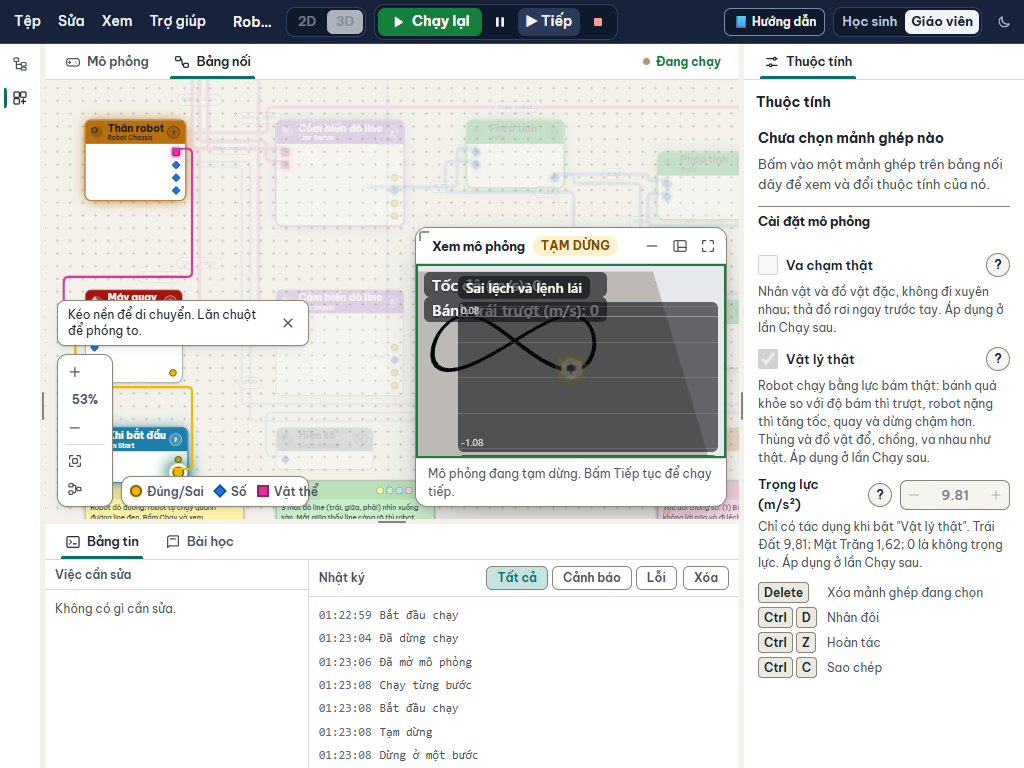 Tệp Sửa Xem Trợ giúp Rob... 2D 3D Chạy lại Tiếp Hướng dẫn Học sinh Giáo viên
Mô phỏng Bảng nối Đang chạy
Thân robot
Robot Chassis
Cảm biến dò line
Line Sensor
Phép tính
Phép tính
Máy quay
Cảm biến dò line
Kéo nền để di chuyển. Lăn chuột để phóng to.
53%
Khi bắt đầu
Hiện số
Đúng/Sai Số Vật thể
Xem mô phỏng TẠM DỪNG
Sai lệch và lệnh lái
Bánh rái trượt (m/s): 0
0.08
-1.08
Mô phỏng đang tạm dừng. Bấm Tiếp tục để chạy tiếp.
Bảng tin Bài học
Việc cần sửa
Không có gì cần sửa.
Nhật ký Tất cả Cảnh báo Lỗi Xóa
01:22:59 Bắt đầu chạy
01:23:04 Đã dừng chạy
01:23:06 Đã mở mô phỏng
01:23:08 Chạy từng bước
01:23:08 Bắt đầu chạy
01:23:08 Tạm dừng
01:23:08 Dừng ở một bước
Thuộc tính
Thuộc tính
Chưa chọn mảnh ghép nào
Bấm vào một mảnh ghép trên bảng nối
dây để xem và đổi thuộc tính của nó.
Cài đặt mô phỏng
Va chạm thật ?
Nhân vật và đồ vật đặc, không đi xuyên
nhau; thả đồ rơi ngay trước tay. Áp dụng ở
lần Chạy sau.
Vật lý thật ?
Robot chạy bằng lực bám thật: bánh quá
khỏe so với độ bám thì trượt, robot nặng
thì tăng tốc, quay và dừng chậm hơn.
Thùng và đồ vật đổ, chồng, va nhau như
thật. Áp dụng ở lần Chạy sau.
Trọng lực
(m/s²) ? − 9.81 +
Chỉ có tác dụng khi bật "Vật lý thật". Trái
Đất 9,81; Mặt Trăng 1,62; 0 là không trọng
lực. Áp dụng ở lần Chạy sau.
Delete Xóa mảnh ghép đang chọn
Ctrl D Nhân đôi
Ctrl Z Hoàn tác
Ctrl C Sao chép